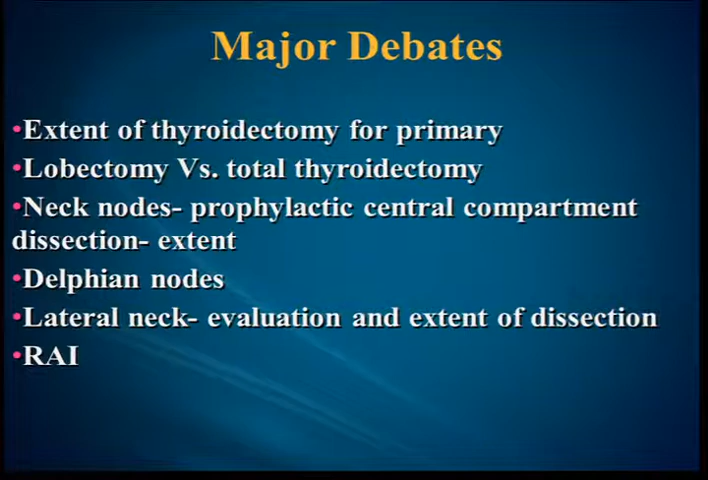 Major Debates
•Extent of thyroidectomy for primary
•Lobectomy Vs. total thyroidectomy
•Neck nodes- prophylactic central compartment
dissection- extent
•Delphian nodes
•Lateral neck- evaluation and extent of dissection
•RAI